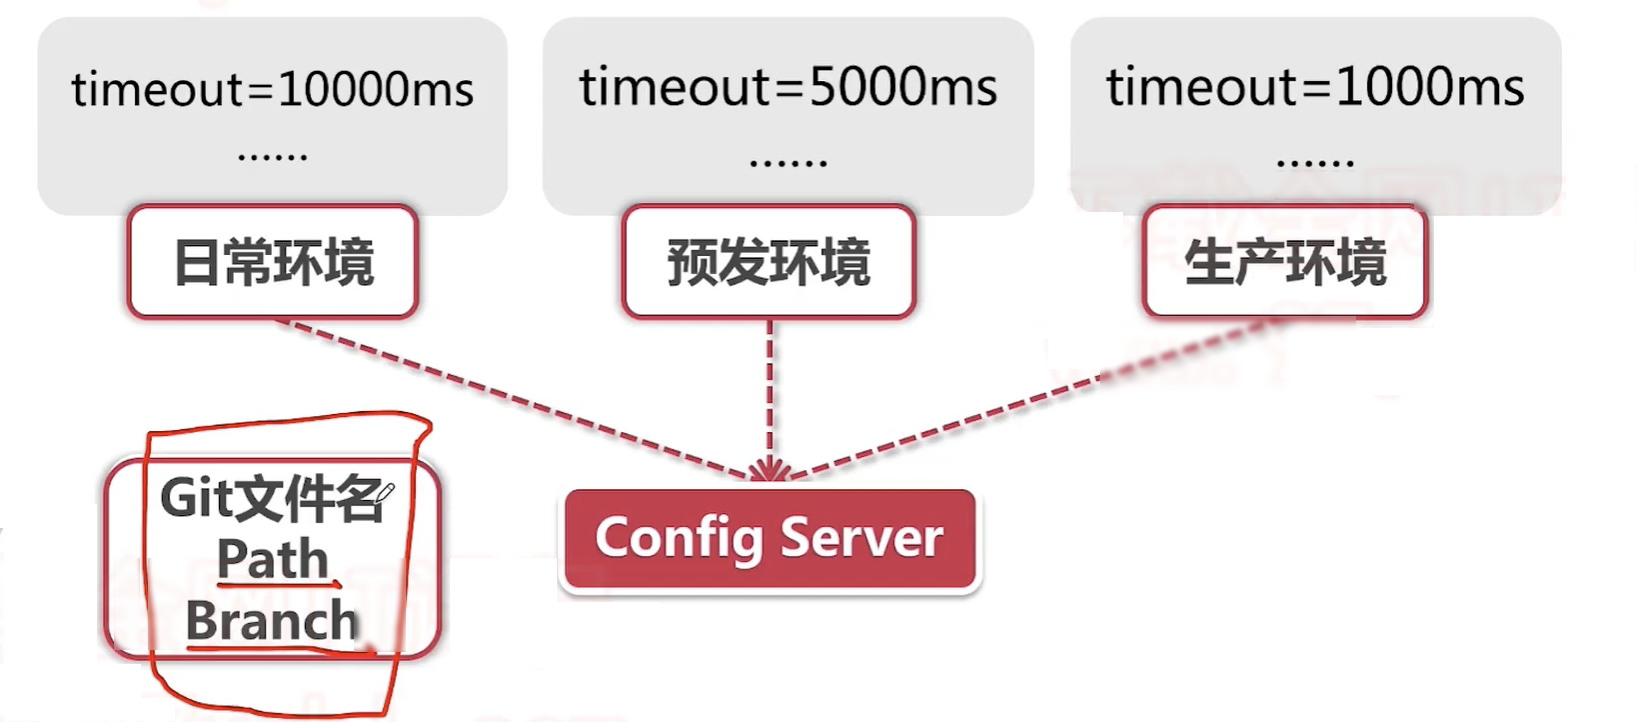 timeout=10000ms
......
timeout=5000ms
......
timeout=1000ms
......
日常环境
预发环境
生产环境
Git文件名
Path
Branch
Config Server